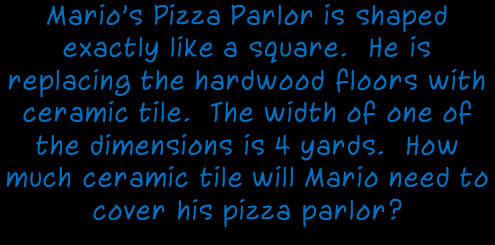 Mario's Pizza Parlor is shaped
exactly like a square.  He is
replacing the hardwood floors with
ceramic tile.  The width of one of
the dimensions is 4 yards.  How
much ceramic tile will Mario need to
cover his pizza parlor?